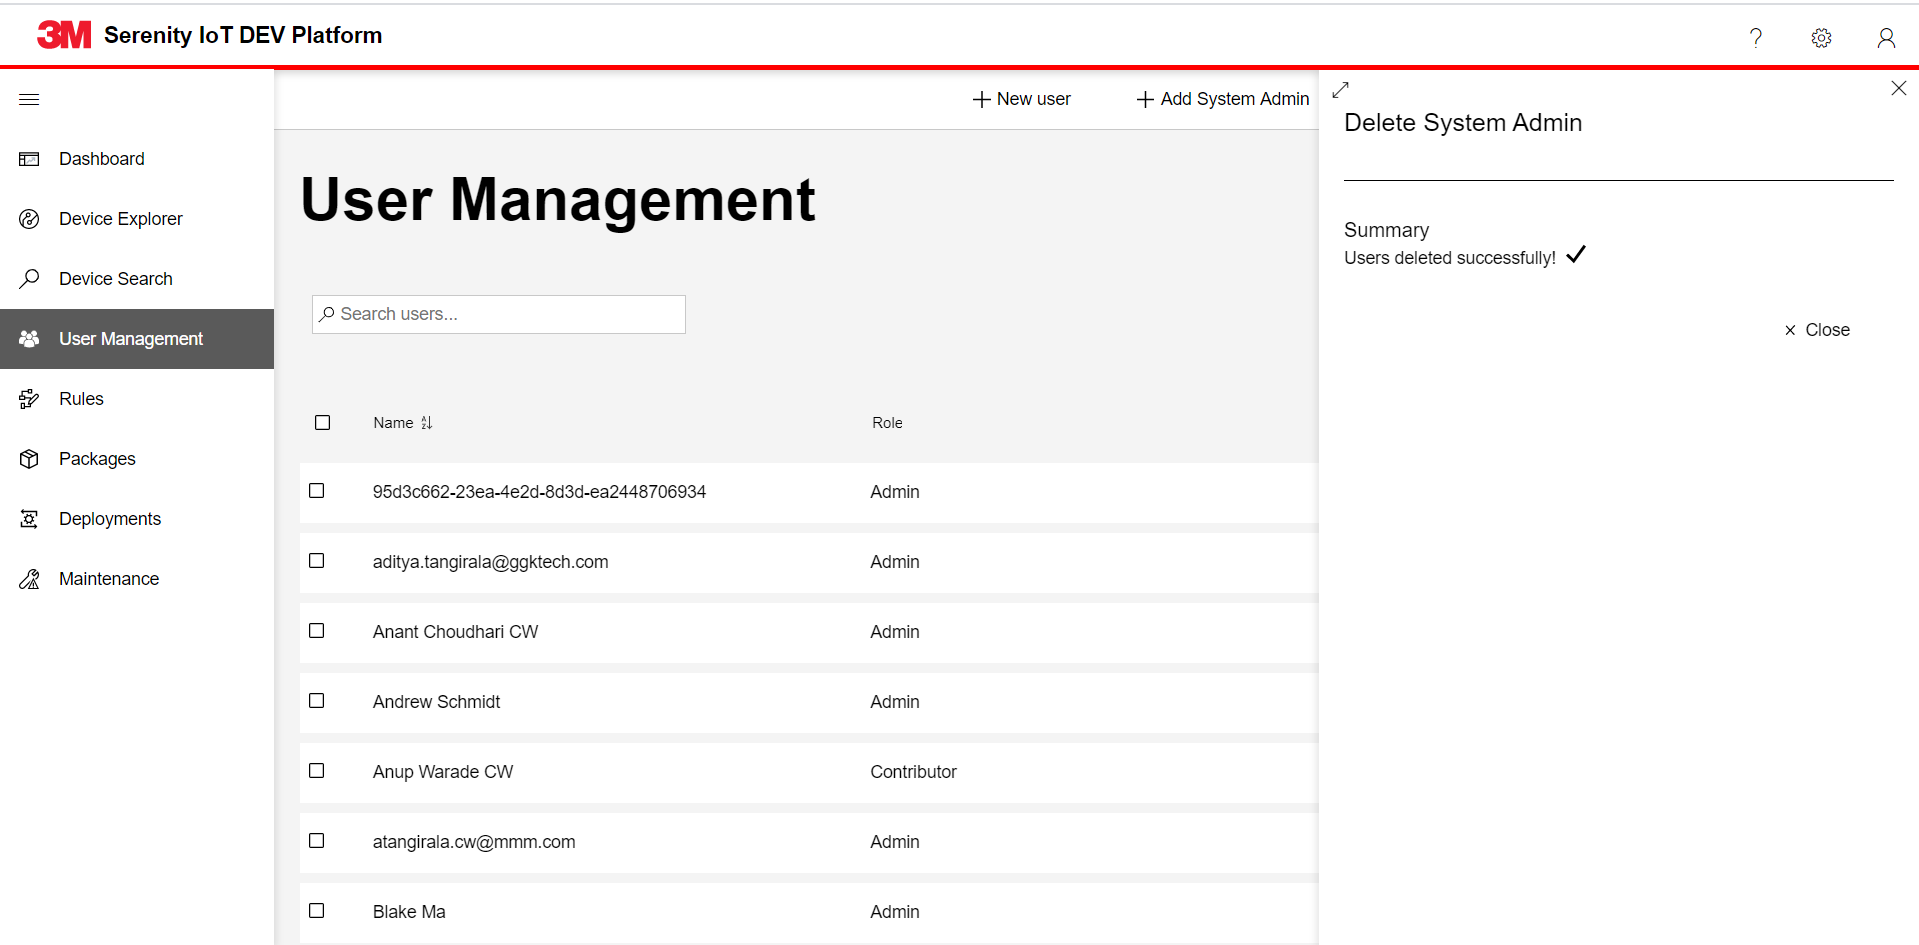 3M Serenity IoT DEV Platform
?
New user
Add System Admin
Dashboard
Device Explorer
Device Search
User Management
Rules
Packages
Deployments
Maintenance
User Management
Search users...
Name
Role
95d3c662-23ea-4e2d-8d3d-ea2448706934 Admin
aditya.tangirala@ggktech.com Admin
Anant Choudhari CW Admin
Andrew Schmidt Admin
Anup Warade CW Contributor
atangirala.cw@mmm.com Admin
Blake Ma Admin
Delete System Admin
Summary
Users deleted successfully!
Close